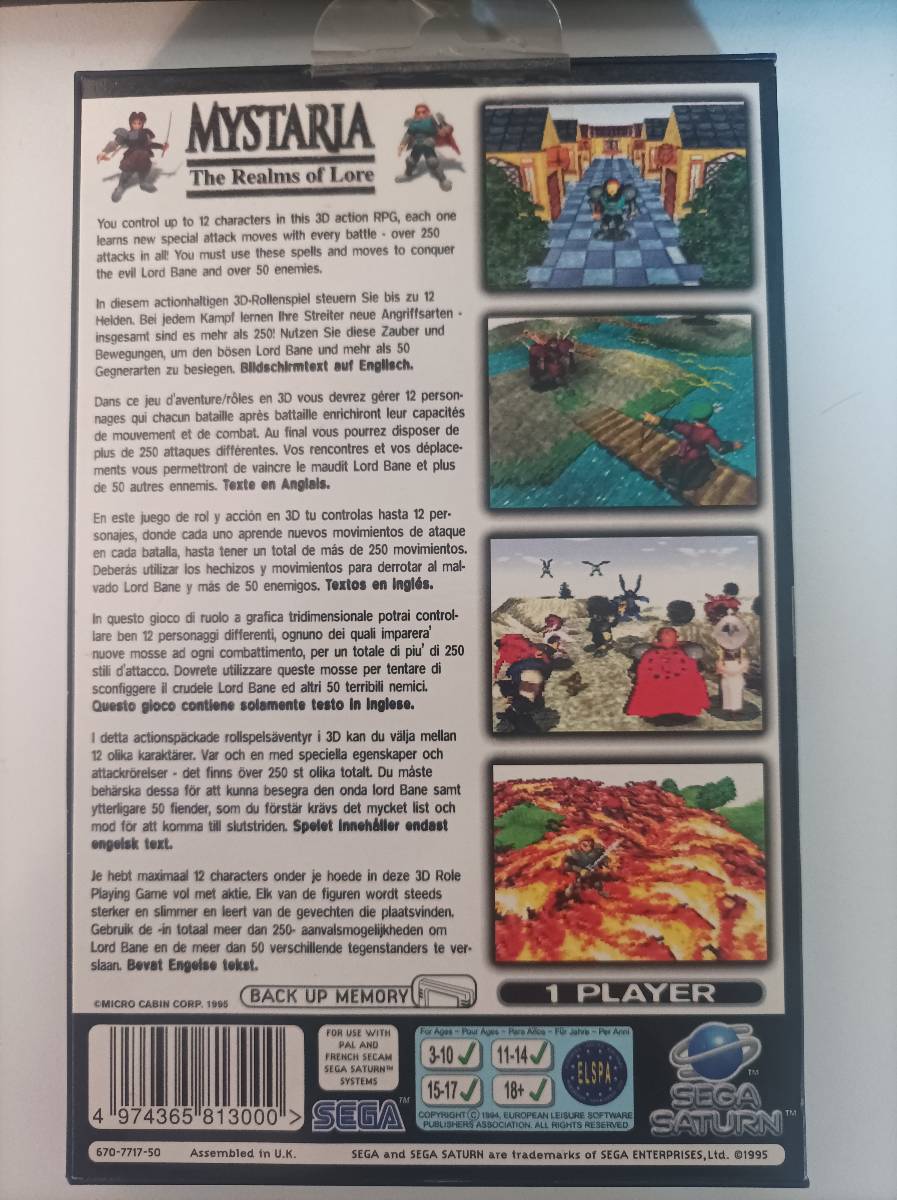 MYSTARIA
The Realms of Lore
You control up to 12 characters in this 3D action RPG, each one
learns new special attack moves with every battle - over 250
attacks in all! You must use these spells and moves to conquer
the evil Lord Bane and over 50 enemies.
In diesem actionhaltigen 3D-Rollenspiel steuern Sie bis zu 12
Helden. Bei jedem Kampf lernen Ihre Streiter neue Angriffsarten -
insgesamt sind es mehr als 250! Nutzen Sie diese Zauber und
Bewegungen, um den bösen Lord Bane und mehr als 50
Gegnerarten zu besiegen. Bildschirmtext auf Englisch.
Dans ce jeu d'aventure/rôles en 3D vous devrez gérer 12 person-
nages qui chacun bataille après battaille enrichiront leur capacités
de mouvement et de combat. Au final vous pourrez disposer de
plus de 250 attaques différentes. Vos rencontres et vos déplace-
ments vous permettront de vaincre le maudit Lord Bane et plus
de 50 autres ennemis. Texte en Anglais.
En este juego de rol y acción en 3D tu controlas hasta 12 per-
sonajes, donde cada uno aprende nuevos movimientos de ataque
en cada batalla, hasta tener un total de más de 250 movimientos.
Deberás utilizar los hechizos y movimientos para derrotar al mal-
vado Lord Bane y más de 50 enemigos. Textos en Inglés.
In questo gioco di ruolo a grafica tridimensionale potrai control-
lare ben 12 personaggi differenti, ognuno dei quali imparera'
nuove mosse ad ogni combattimento, per un totale di piu' di 250
stili d'attacco. Dovrete utilizzare queste mosse per tentare di
sconfiggere il crudele Lord Bane ed altri 50 terribili nemici.
Questo gioco contiene solamente testo in Inglese.
I detta actionspäckade rollspelsäventyr i 3D kan du välja mellan
12 olika karaktärer. Var och en med speciella egenskaper och
attackrörelser - det finns över 250 st olika totalt. Du måste
behärska dessa för att kunna besegra den onda lord Bane samt
ytterligare 50 fiender, som du förstår krävs det mycket list och
mod för att komma till slutstriden. Spelet innehåller endast
engelsk text.
Je hebt maximaal 12 characters onder je hoede in deze 3D Role
Playing Game vol met aktie. Elk van de figuren wordt steeds
sterker en slimmer en leert van de gevechten die plaatsvinden.
Gebruik de -in totaal meer dan 250- aanvalsmogelijkheden om
Lord Bane en de meer dan 50 verschillende tegenstanders te ver-
slaan. Bevat Engelse tekst.
©MICRO CABIN CORP. 1995
BACK UP MEMORY
1 PLAYER
4 974365 813000 >
FOR USE WITH
PAL AND
FRENCH SECAM
SEGA SATURN™
SYSTEMS
SEGA™
For Ages – Pour Ages – Para Años – Für Jahre – Per Anni
3-10 ✓ 11-14 ✓
15-17 ✓ 18+ ✓
ELSPA
COPYRIGHT © 1994, EUROPEAN LEISURE SOFTWARE
PUBLISHERS ASSOCIATION. ALL RIGHTS RESERVED
SEGA
SATURN™
670-7717-50 Assembled in U.K. SEGA and SEGA SATURN are trademarks of SEGA ENTERPRISES,Ltd. ©1995